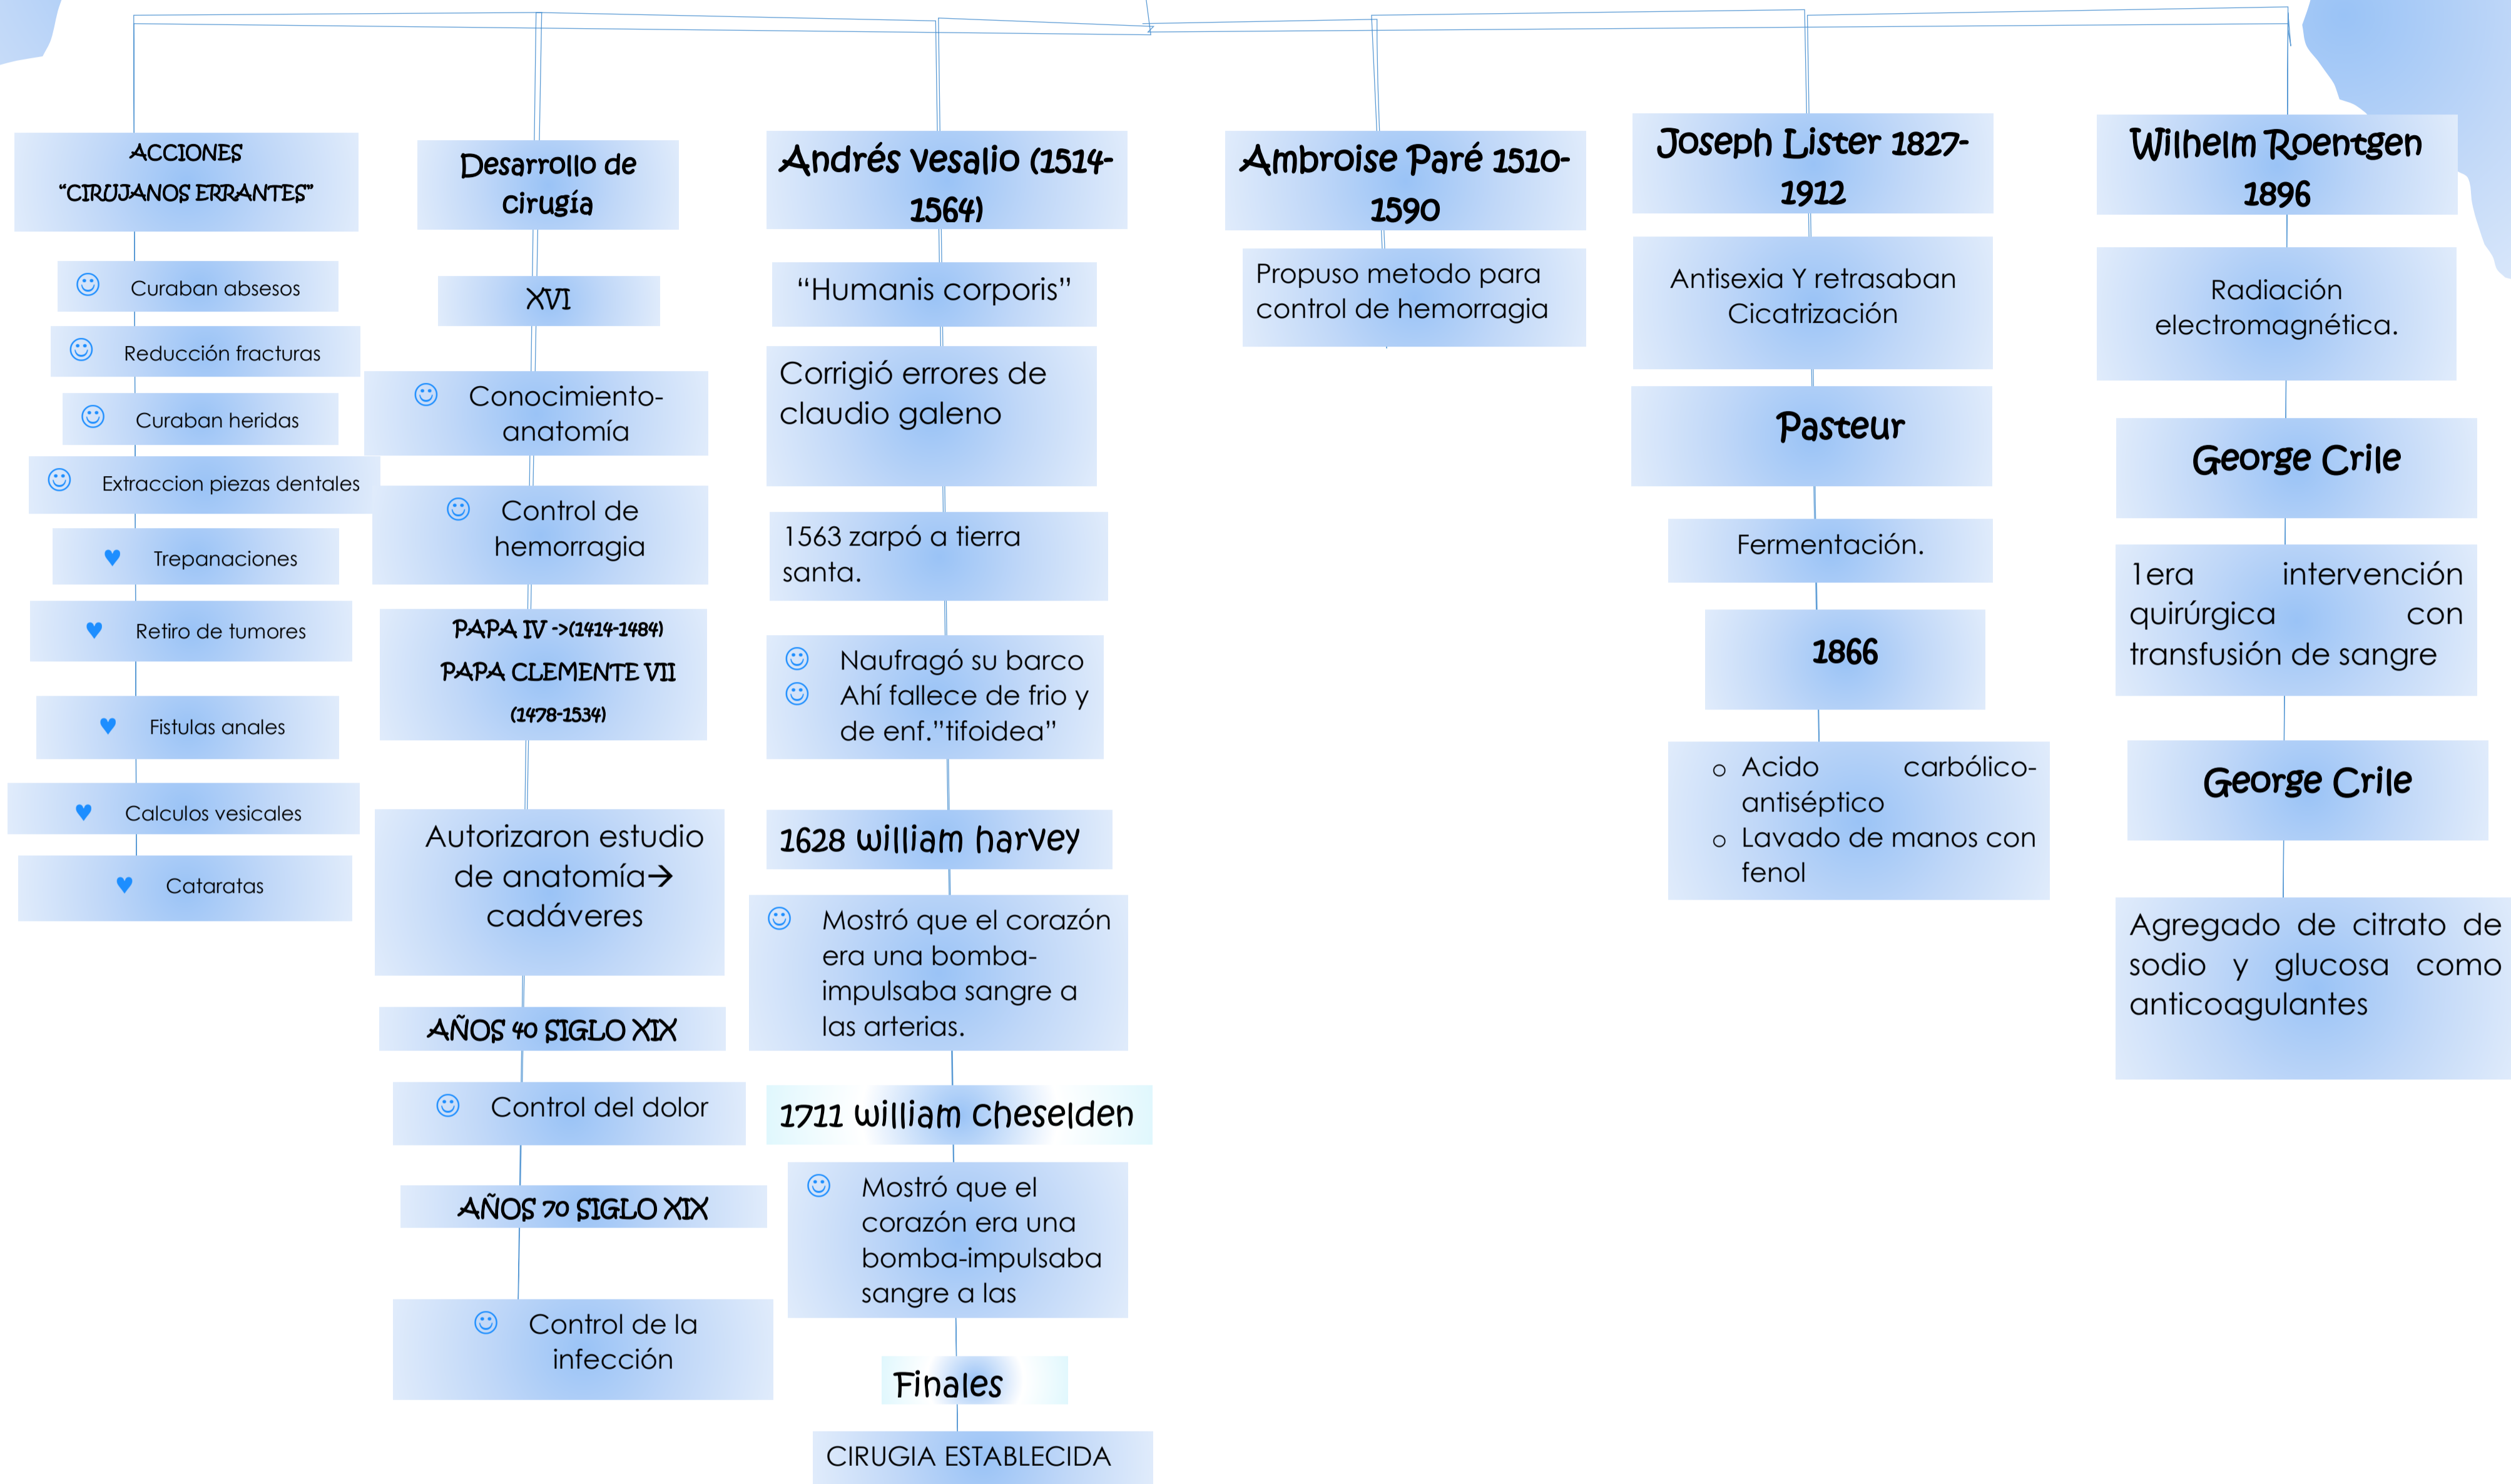 ACCIONES
“CIRUJANOS ERRANTES”
Curaban absesos
Reducción fracturas
Curaban heridas
Extraccion piezas dentales
Trepanaciones
Retiro de tumores
Fistulas anales
Calculos vesicales
Cataratas
Desarrollo de
cirugía
XVI
Conocimiento-
anatomía
Control de
hemorragia
PAPA IV ->(1414-1484)
PAPA CLEMENTE VII
(1478-1534)
Autorizaron estudio
de anatomía→
cadáveres
AÑOS 40 SIGLO XIX
Control del dolor
AÑOS 70 SIGLO XIX
Control de la
infección
Andrés vesalio (1514-
1564)
“Humanis corporis”
Corrigió errores de
claudio galeno
1563 zarpó a tierra
santa.
Naufragó su barco
Ahí fallece de frio y
de enf.”tifoidea”
1628 william harvey
Mostró que el corazón
era una bomba-
impulsaba sangre a
las arterias.
1711 william cheselden
Mostró que el
corazón era una
bomba-impulsaba
sangre a las
Finales
CIRUGIA ESTABLECIDA
Ambroise Paré 1510-
1590
Propuso metodo para
control de hemorragia
Joseph Lister 1827-
1912
Antisexia Y retrasaban
Cicatrización
Pasteur
Fermentación.
1866
Acido carbólico-
antiséptico
Lavado de manos con
fenol
Wilhelm Roentgen
1896
Radiación
electromagnética.
George Crile
1era intervención
quirúrgica con
transfusión de sangre
George Crile
Agregado de citrato de
sodio y glucosa como
anticoagulantes